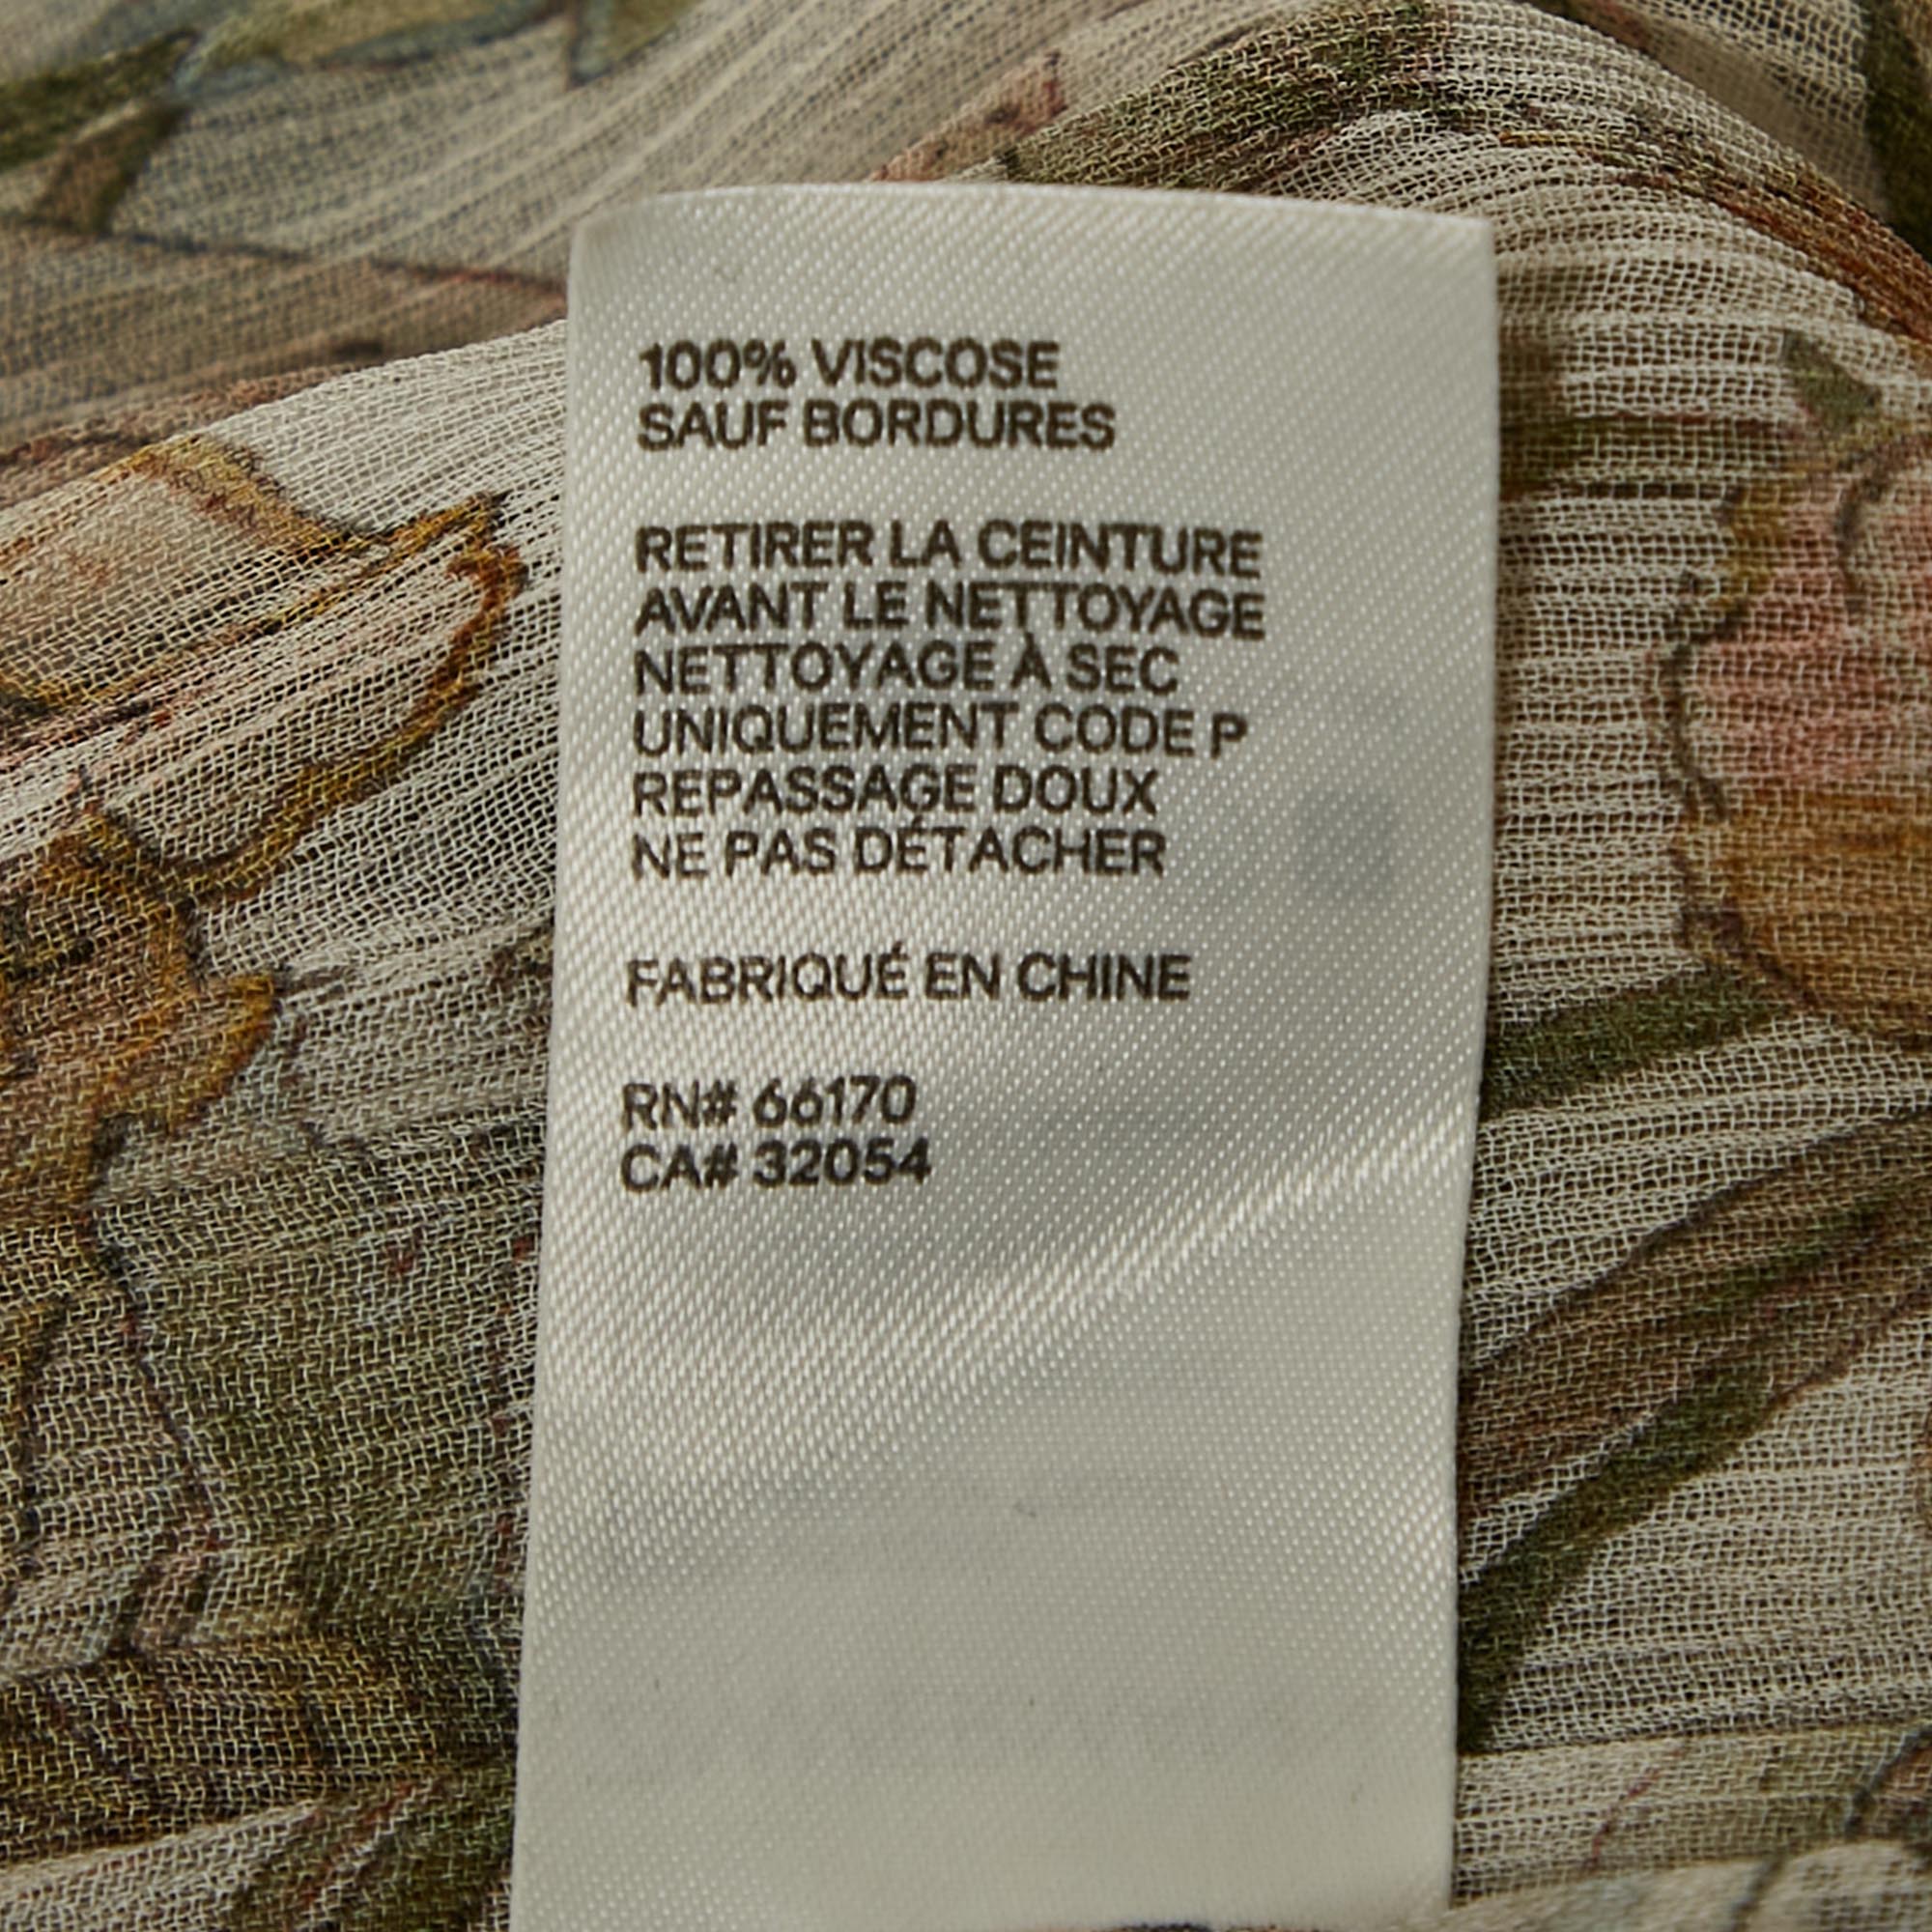 100% VISCOSE
SAUF BORDURES
RETIRER LA CEINTURE
AVANT LE NETTOYAGE
NETTOYAGE À SEC
UNIQUEMENT CODE P
REPASSAGE DOUX
NE PAS DÉTACHER
FABRIQUÉ EN CHINE
RN# 66170
CA# 32054